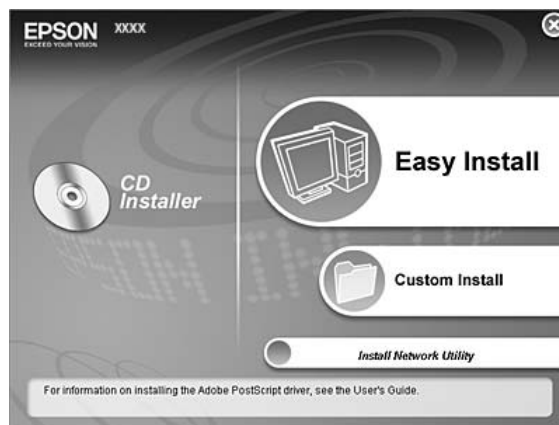 EPSON
EXCEED YOUR VISION
XXXX
Easy Install
CD
Installer
Custom Install
Install Network Utility
For information on installing the Adobe PostScript driver, see the User's Guide.